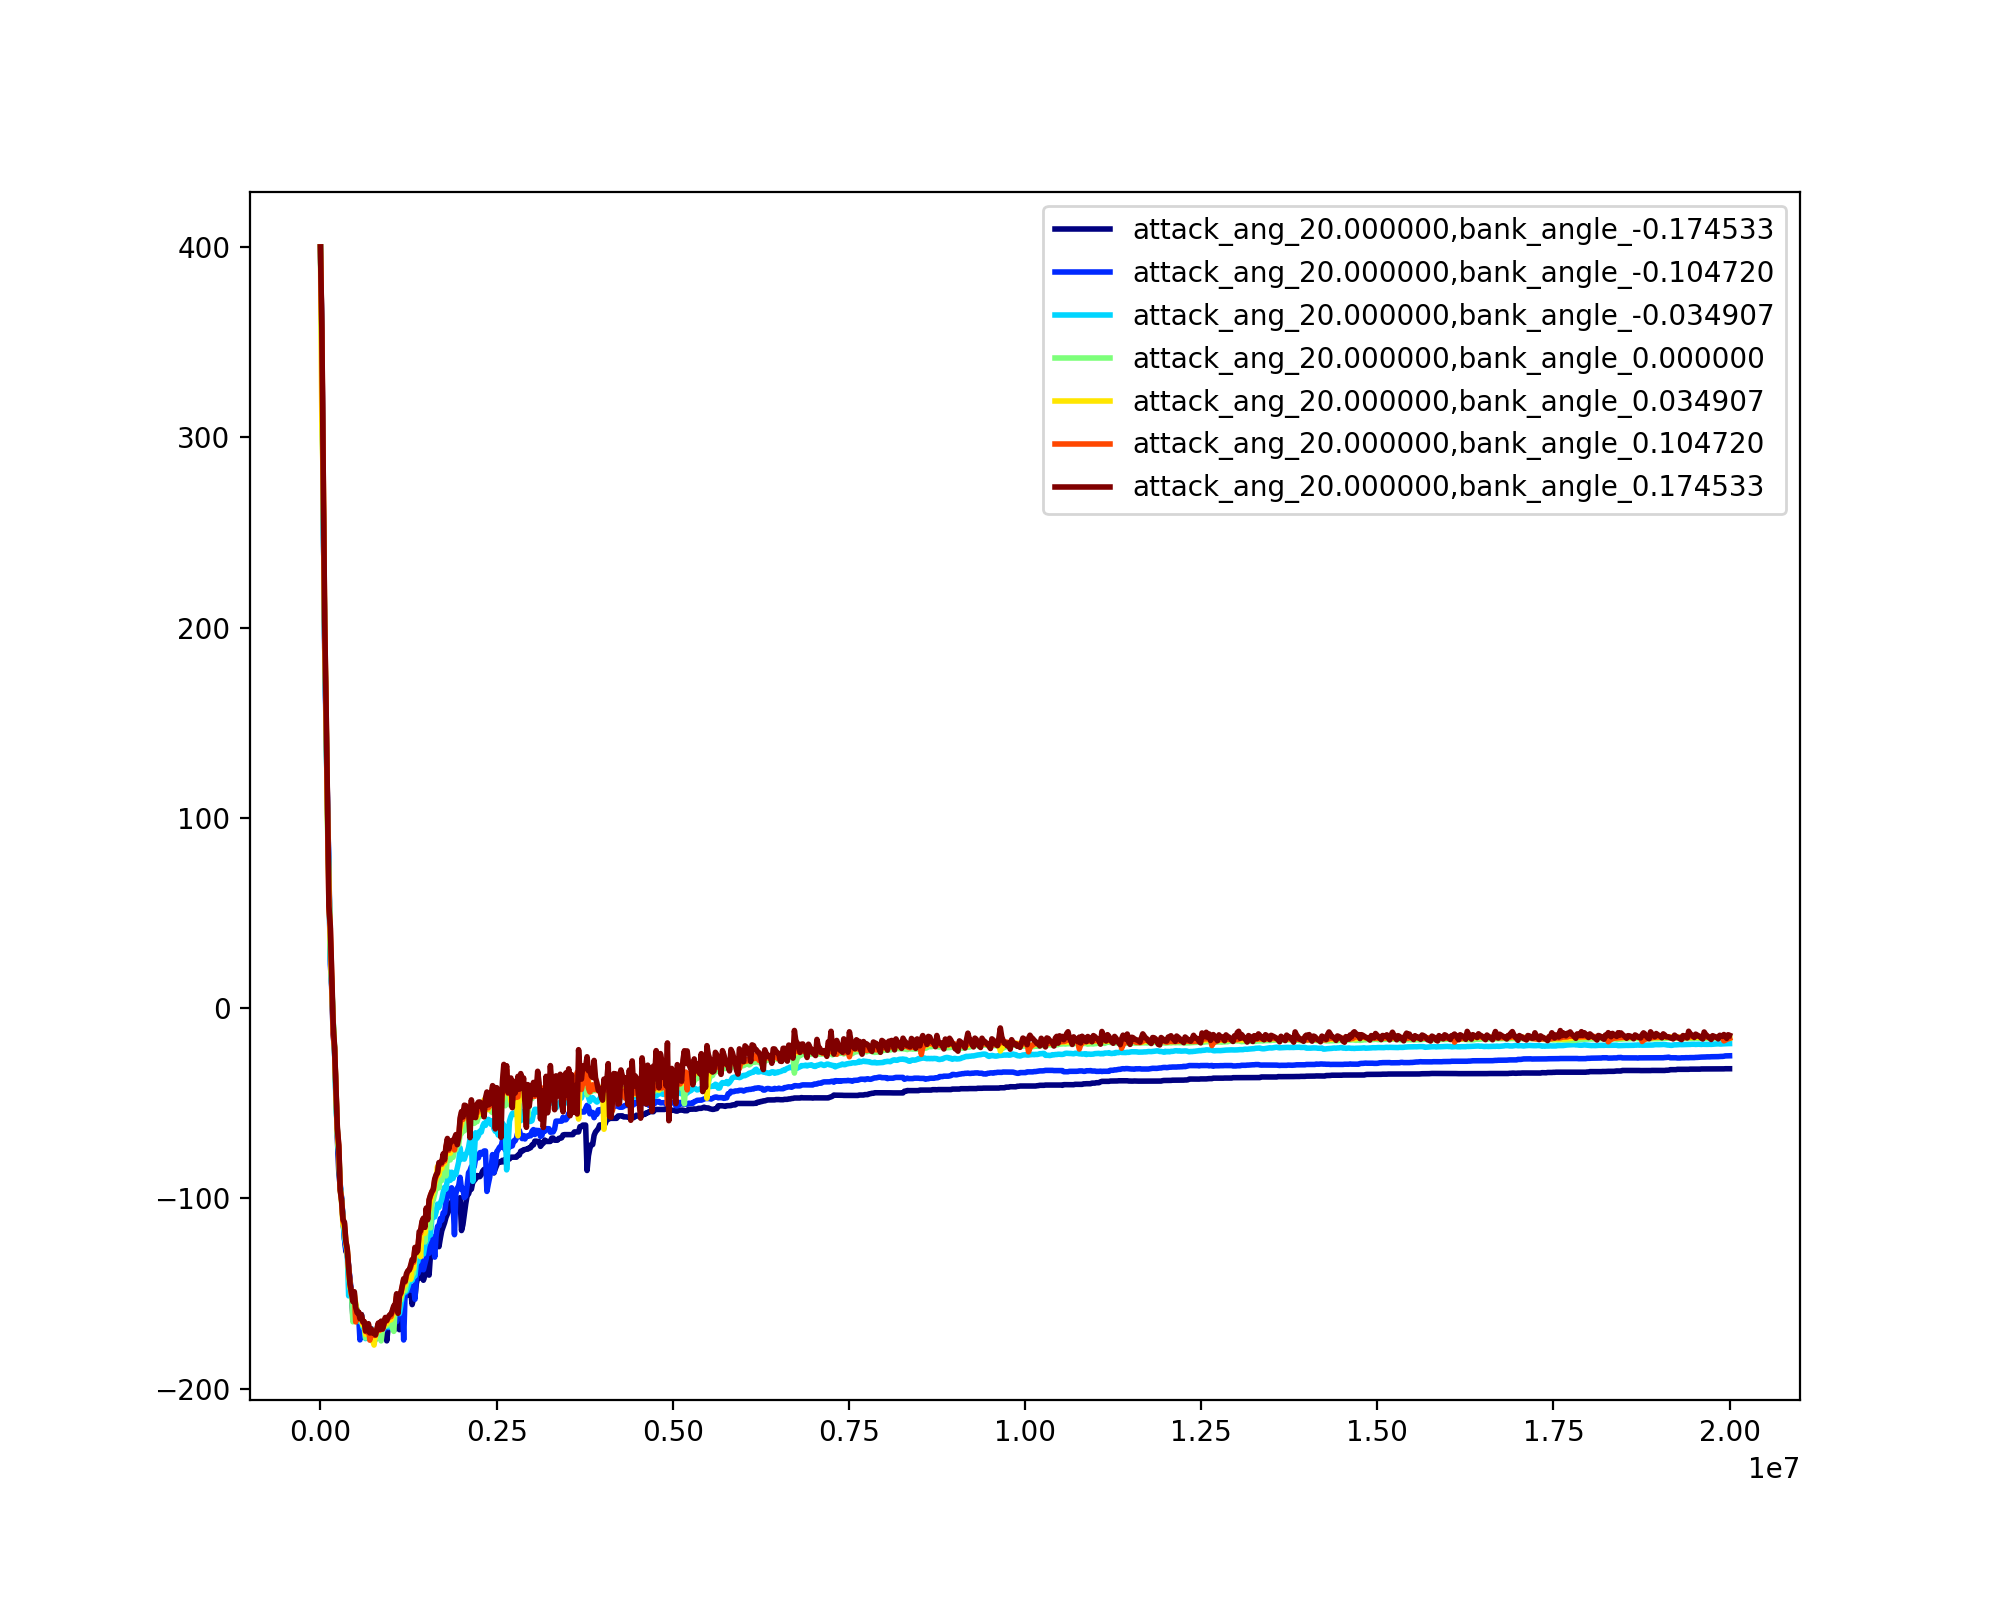 attack_ang_20.000000,bank_angle_-0.174533
attack_ang_20.000000,bank_angle_-0.104720
attack_ang_20.000000,bank_angle_-0.034907
attack_ang_20.000000,bank_angle_0.000000
attack_ang_20.000000,bank_angle_0.034907
attack_ang_20.000000,bank_angle_0.104720
attack_ang_20.000000,bank_angle_0.174533
400
300
200
100
0
−100
−200
0.00 0.25 0.50 0.75 1.00 1.25 1.50 1.75 2.00
1e7